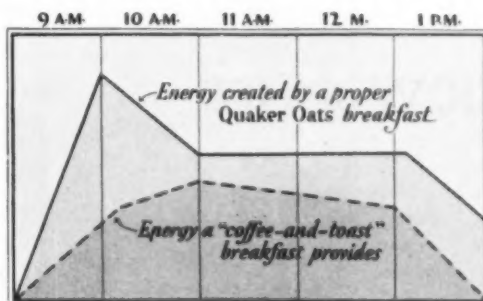 9 A.M. 10 A.M. 11 A.M. 12 M. 1 P.M.
Energy created by a proper
Quaker Oats breakfast
Energy a "coffee-and-toast"
breakfast provides